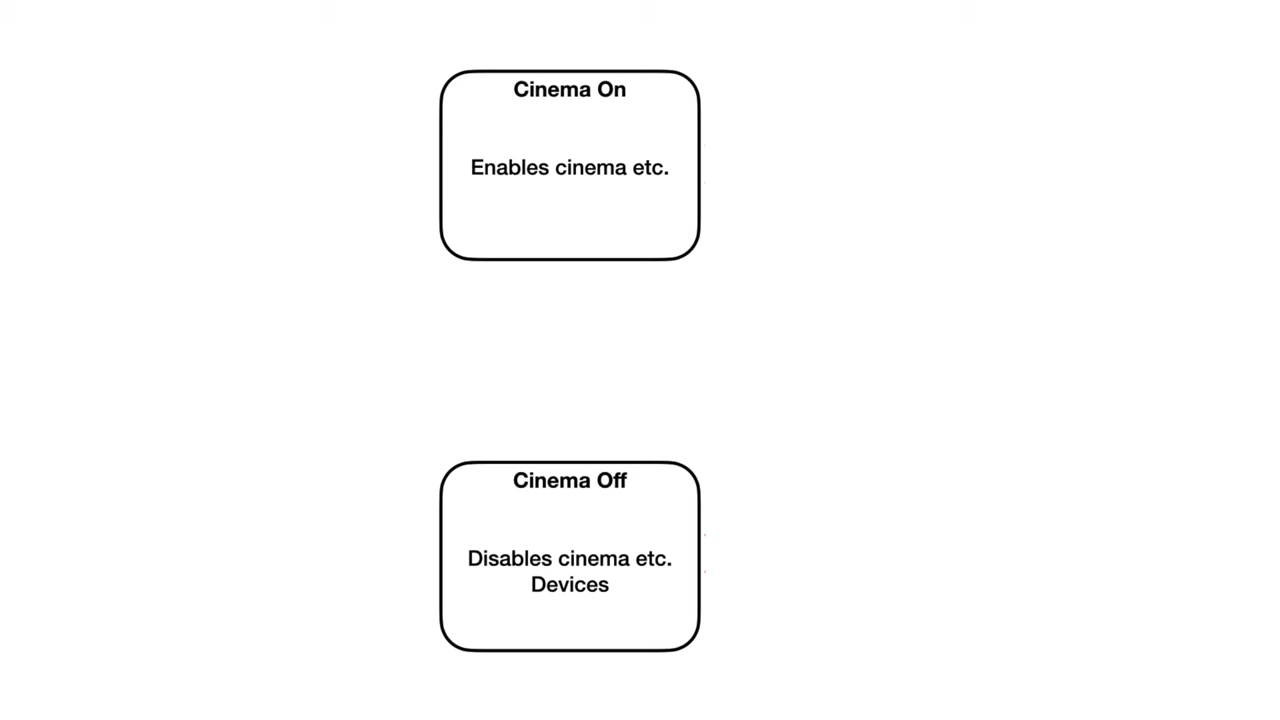 Cinema On
Enables cinema etc.
Cinema Off
Disables cinema etc.
Devices